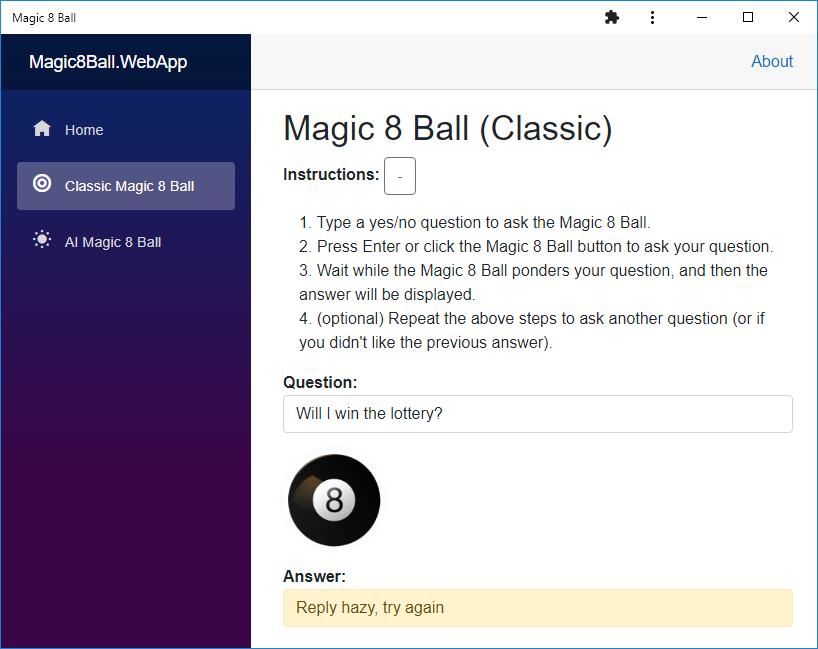 Magic 8 Ball
Magic8Ball.WebApp
About
Home
Classic Magic 8 Ball
AI Magic 8 Ball
Magic 8 Ball (Classic)
Instructions: -
1. Type a yes/no question to ask the Magic 8 Ball.
2. Press Enter or click the Magic 8 Ball button to ask your question.
3. Wait while the Magic 8 Ball ponders your question, and then the
answer will be displayed.
4. (optional) Repeat the above steps to ask another question (or if
you didn't like the previous answer).
Question:
Will I win the lottery?
8
Answer:
Reply hazy, try again